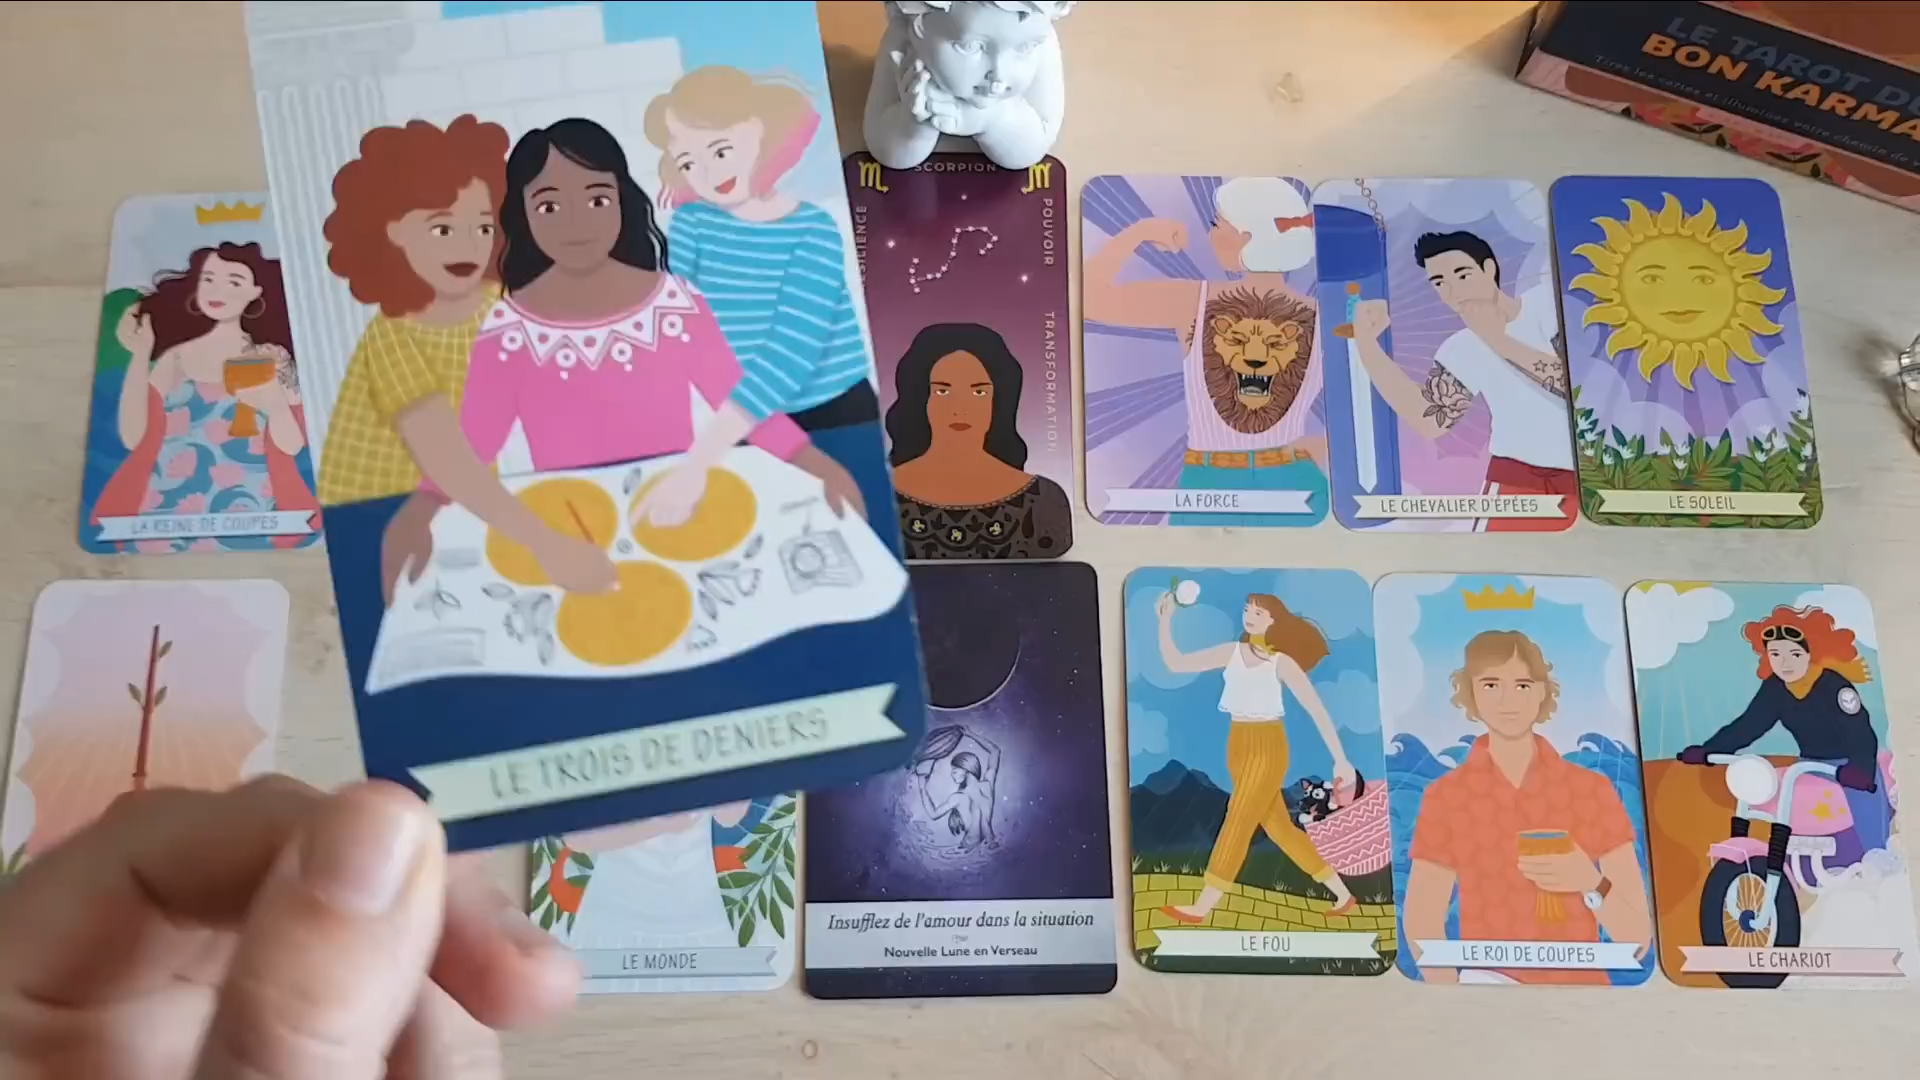 LE TAROT DU
BON KARMA
Tirez les cartes et illuminez votre chemin de v
SCORPION
RÉSILIENCE
POUVOIR
TRANSFORMATION
LA REINE DE COUPES
LE TROIS DE DENIERS
LA FORCE
LE CHEVALIER D'ÉPÉES
LE SOLEIL
LE MONDE
Insufflez de l'amour dans la situation
Nouvelle Lune en Verseau
LE FOU
LE ROI DE COUPES
LE CHARIOT